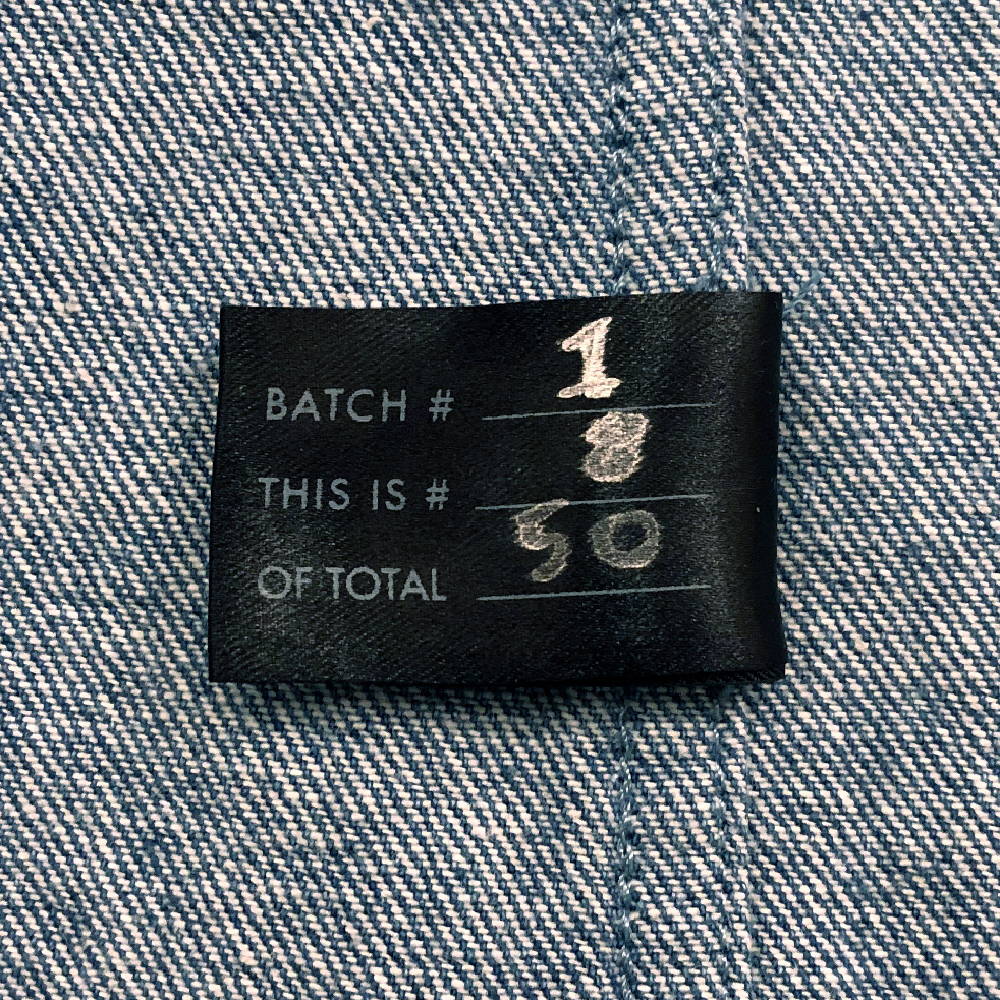 BATCH # 1
THIS IS # 8
OF TOTAL 50